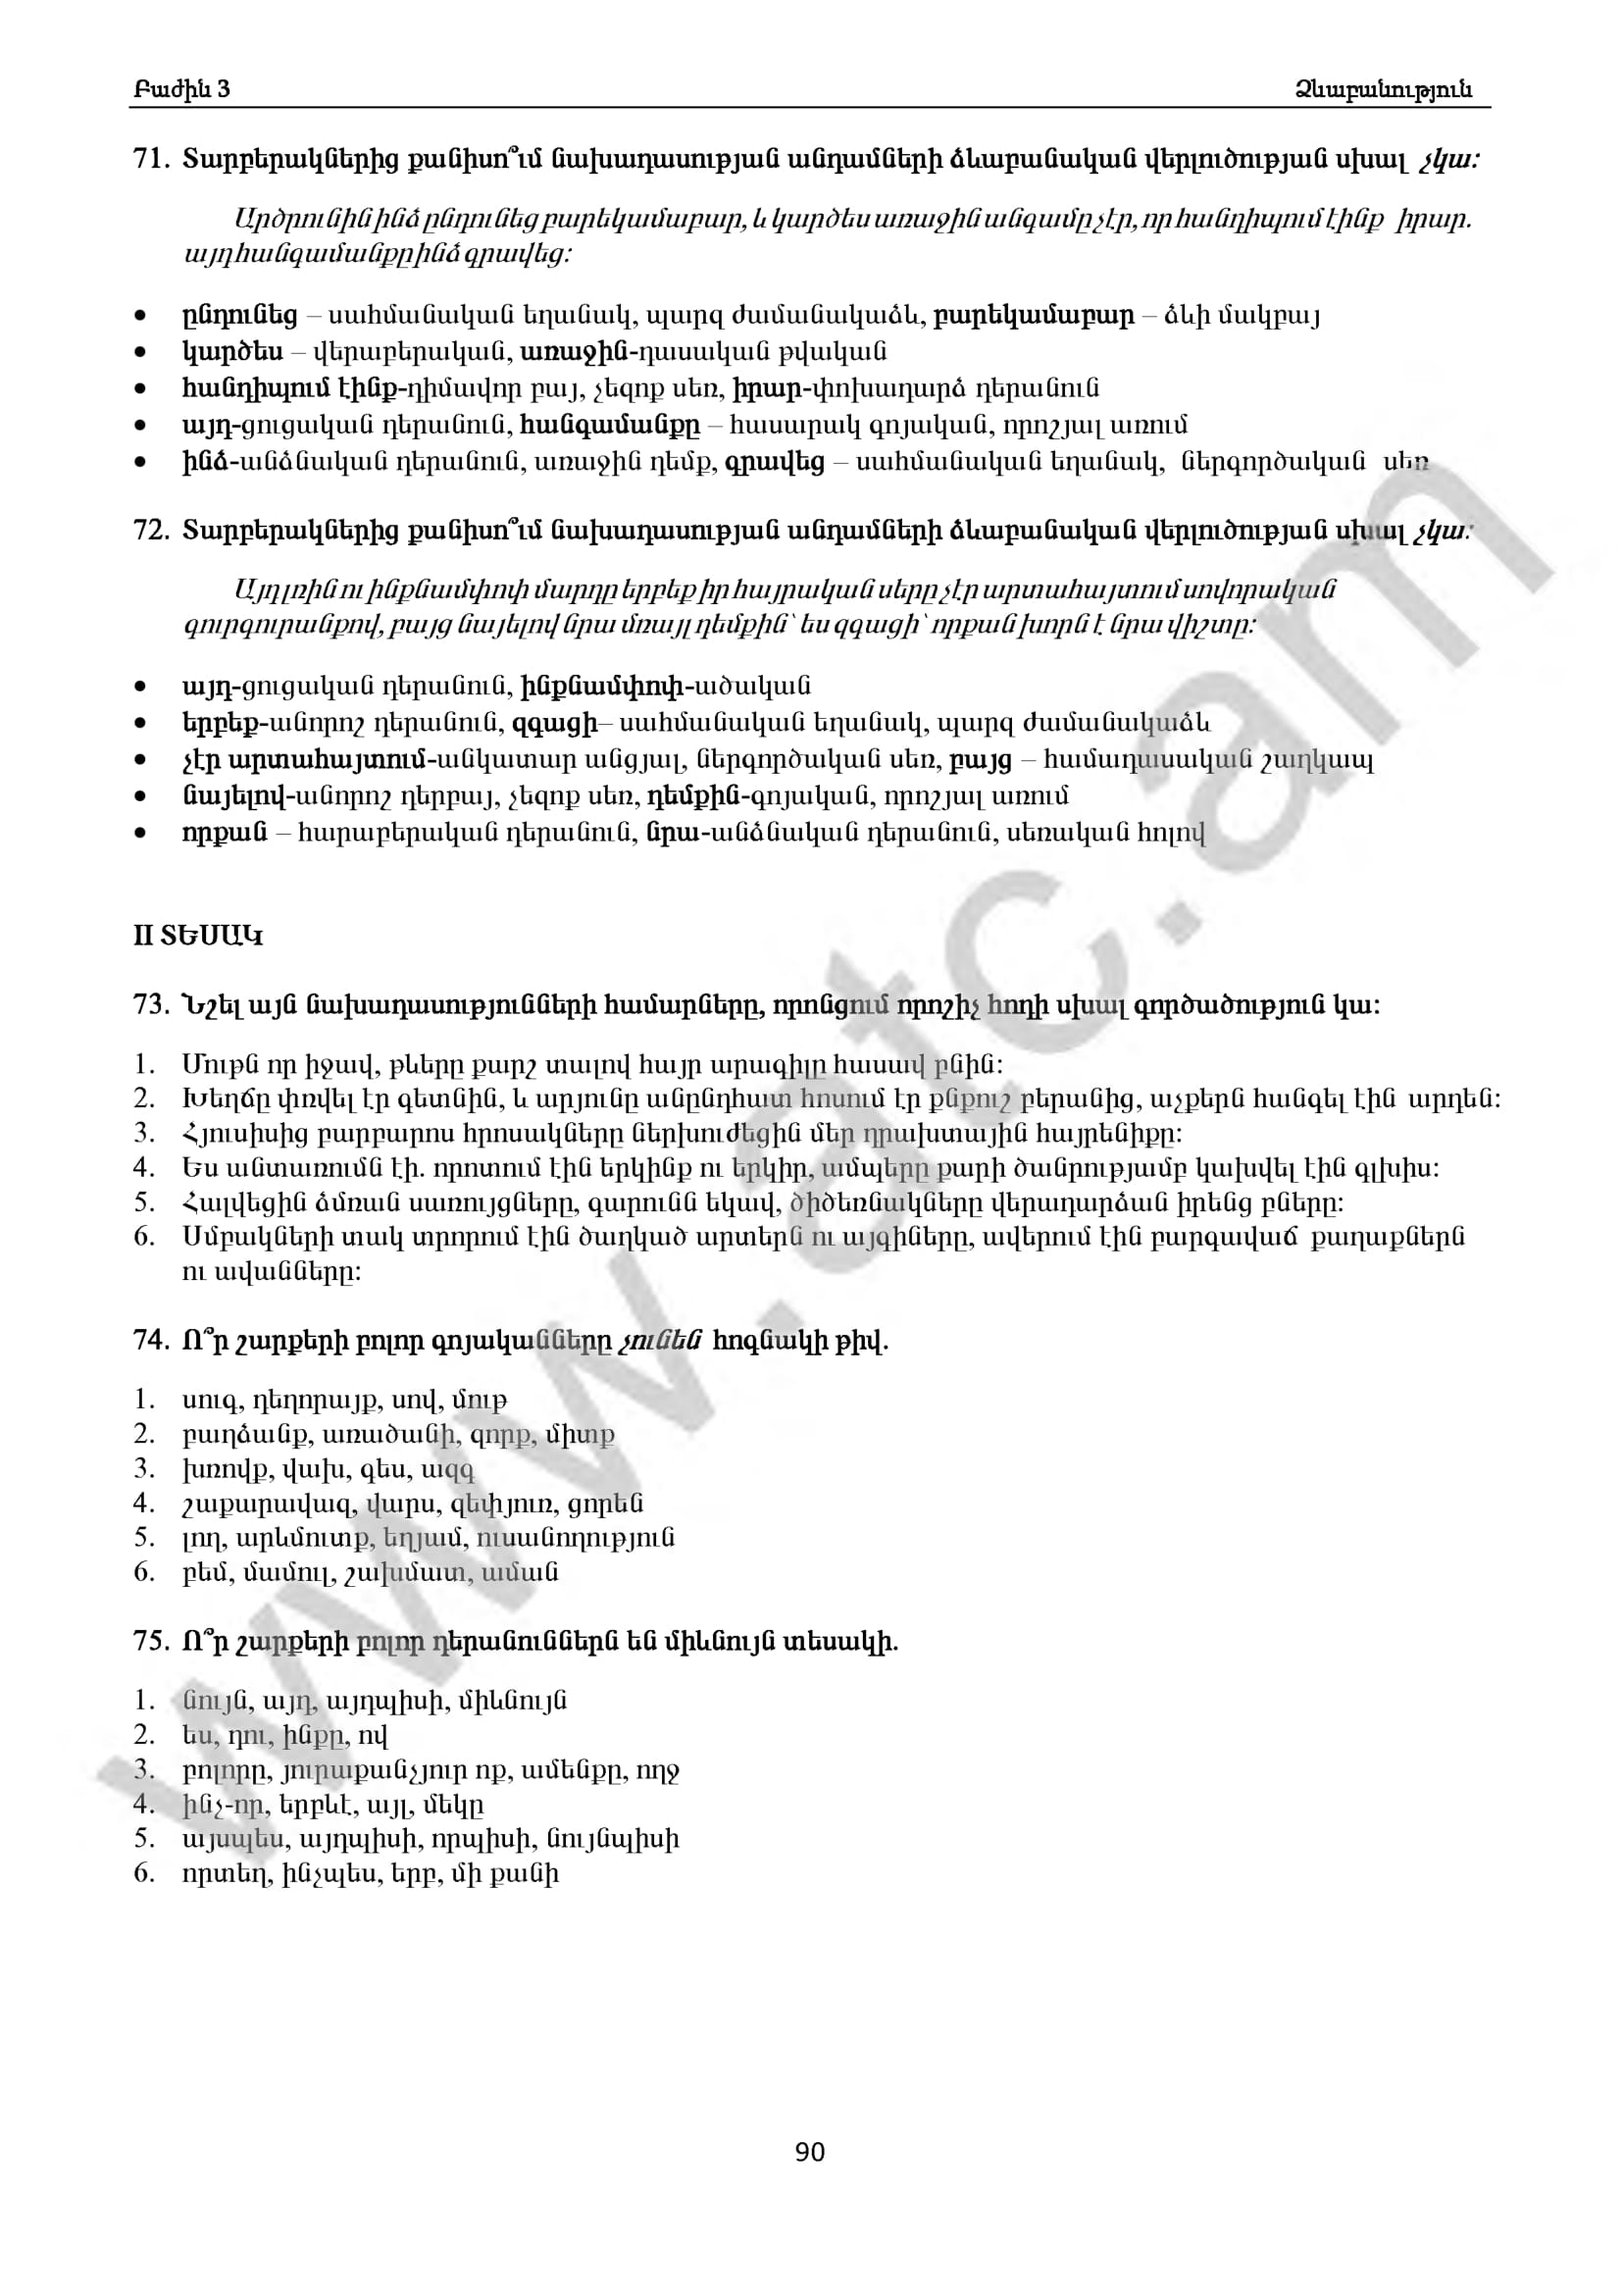 Բաժին 3
Ձևաբանություն
71. Տարբերակներից քանիսո՞ւմ նախադասության անդամների ձևաբանական վերլուծության սխալ չկա:
Արծրունին ինձ ընդունեց բարեկամաբար, և կարծես առաջին անգամը չէր, որ հանդիպում էինք իրար.
այդ հանգամանքը ինձ գրավեց:
• ընդունեց – սահմանական եղանակ, պարզ ժամանակաձև, բարեկամաբար – ձևի մակբայ
• կարծես – վերաբերական, առաջին-դասական թվական
• հանդիպում էինք-դիմավոր բայ, չեզոք սեռ, իրար-փոխադարձ դերանուն
• այդ-ցուցական դերանուն, հանգամանքը – հասարակ գոյական, որոշյալ առում
• ինձ-անձնական դերանուն, առաջին դեմք, գրավեց – սահմանական եղանակ, ներգործական սեռ
72. Տարբերակներից քանիսո՞ւմ նախադասության անդամների ձևաբանական վերլուծության սխալ չկա:
Այդ լռին ու ինքնամփոփ մարդը երբեք իր հայրական սերը չէր արտահայտում սովորական
գուրգուրանքով, բայց նայելով նրա մռայլ դեմքին՝ ես զգացի՝ որքան խորն է նրա վիշտը:
• այդ-ցուցական դերանուն, ինքնամփոփ-ածական
• երբեք-անորոշ դերանուն, զգացի– սահմանական եղանակ, պարզ ժամանակաձև
• չէր արտահայտում-անկատար անցյալ, ներգործական սեռ, բայց – համադասական շաղկապ
• նայելով-անորոշ դերբայ, չեզոք սեռ, դեմքին-գոյական, որոշյալ առում
• որքան – հարաբերական դերանուն, նրա-անձնական դերանուն, սեռական հոլով
II ՏԵՍԱԿ
73. Նշել այն նախադասությունների համարները, որոնցում որոշիչ հոդի սխալ գործածություն կա:
1. Մութն որ իջավ, թևերը քարշ տալով հայր արագիլը հասավ բնին:
2. Խեղճը փռվել էր գետնին, և արյունը անընդհատ հոսում էր քնքուշ բերանից, աչքերն հանգել էին արդեն:
3. Հյուսիսից բարբարոս հրոսակները ներխուժեցին մեր դրախտային հայրենիքը:
4. Ես անտառումն էի. որոտում էին երկինք ու երկիր, ամպերը քարի ծանրությամբ կախվել էին գլխիս:
5. Հալվեցին ձմռան սառույցները, գարունն եկավ, ծիծեռնակները վերադարձան իրենց բները:
6. Սմբակների տակ տրորում էին ծաղկած արտերն ու այգիները, ավերում էին բարգավաճ քաղաքներն
ու ավանները:
74. Ո՞ր շարքերի բոլոր գոյականները չունեն հոգնակի թիվ.
1. սուգ, դեղորայք, սով, մութ
2. բաղձանք, առածանի, զորք, միտք
3. խռովք, վախ, գես, ազգ
4. շաքարավազ, վարս, զեփյուռ, ցորեն
5. լող, արևմուտք, եղյամ, ուսանողություն
6. բեմ, մամուլ, շախմատ, աման
75. Ո՞ր շարքերի բոլոր դերանուններն են միևնույն տեսակի.
1. նույն, այդ, այդպիսի, միևնույն
2. ես, դու, ինքը, ով
3. բոլորը, յուրաքանչյուր ոք, ամենքը, ողջ
4. ինչ-որ, երբևէ, այլ, մեկը
5. այսպես, այդպիսի, որպիսի, նույնպիսի
6. որտեղ, ինչպես, երբ, մի քանի
90
www.atc.am